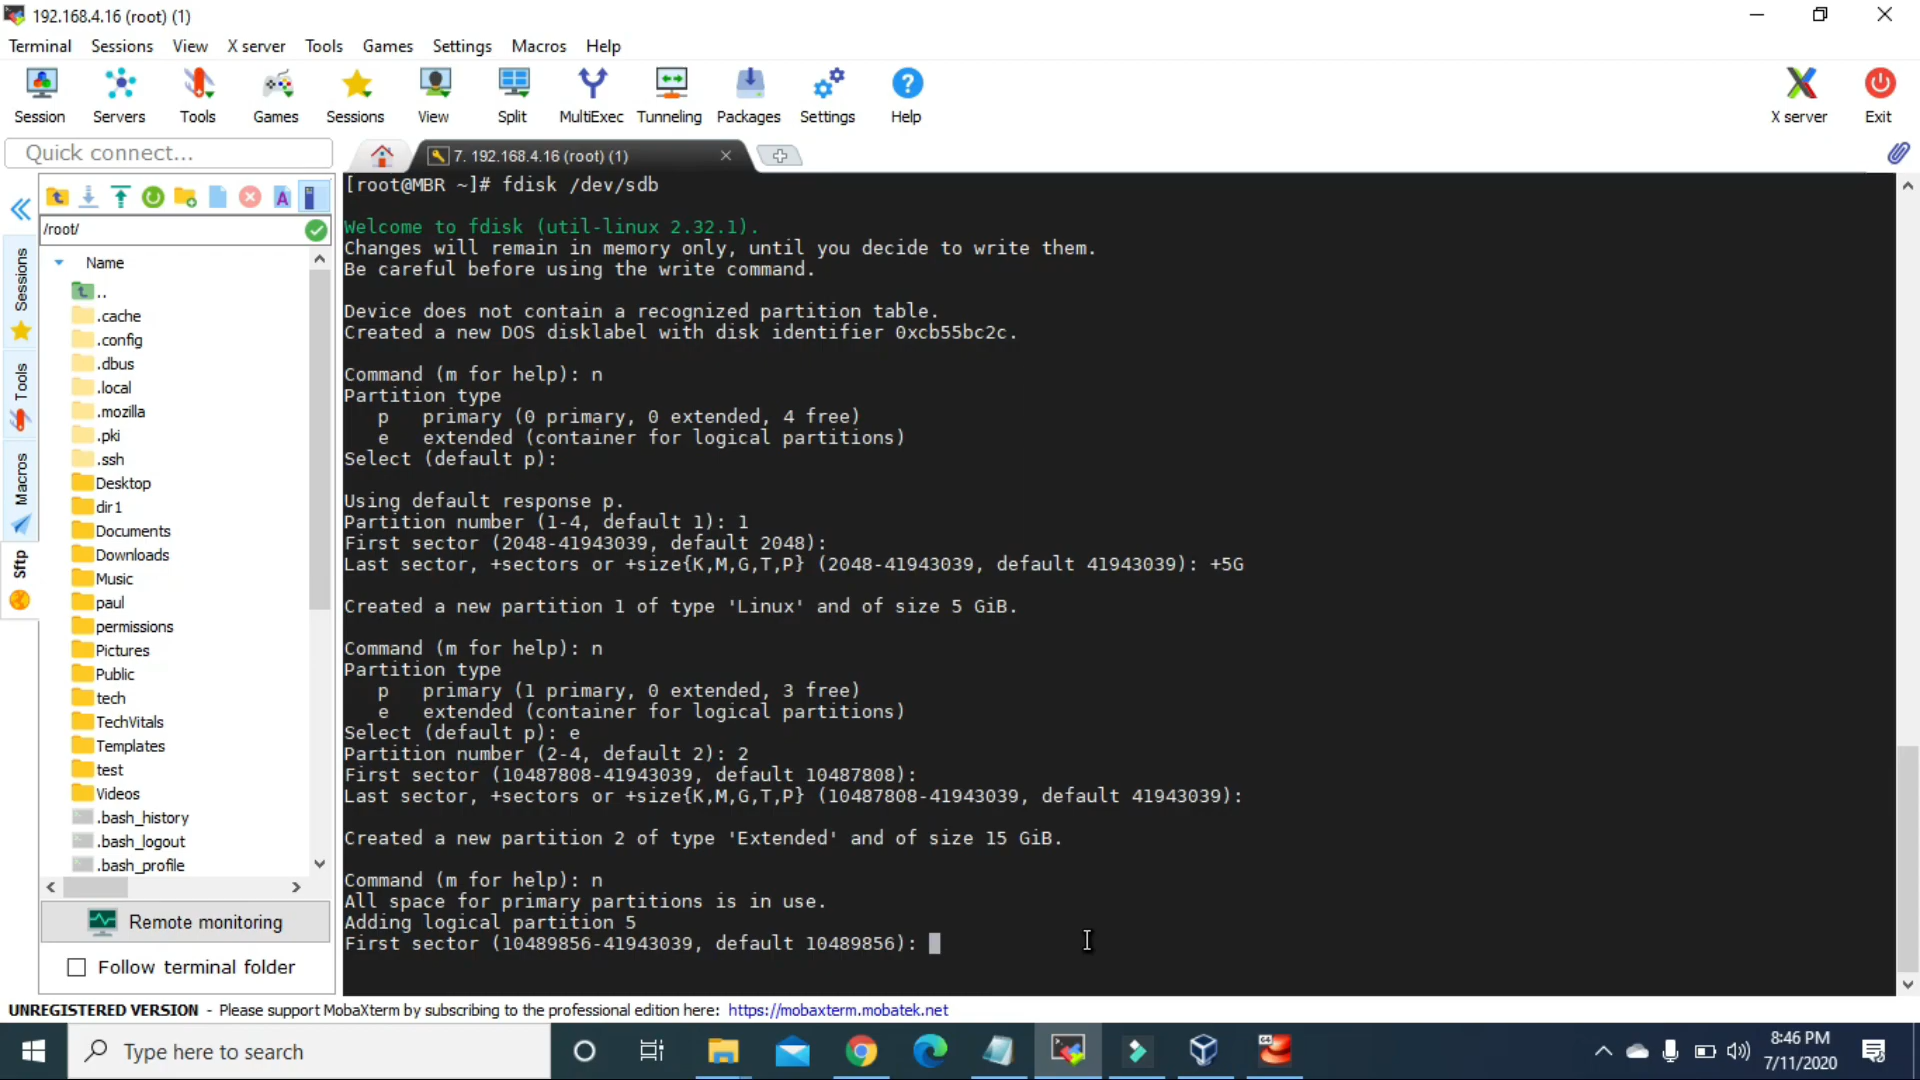 192.168.4.16 (root) (1)
Terminal Sessions View X server Tools Games Settings Macros Help
Session Servers Tools Games Sessions View Split MultiExec Tunneling Packages Settings Help X server Exit
Quick connect...
7. 192.168.4.16 (root) (1)
/root/
Name
..
.cache
.config
.dbus
.local
.mozilla
.pki
.ssh
Desktop
dir1
Documents
Downloads
Music
paul
permissions
Pictures
Public
tech
TechVitals
Templates
test
Videos
.bash_history
.bash_logout
.bash_profile
Remote monitoring
Follow terminal folder
Sessions
Tools
Macros
Sftp
[root@MBR ~]# fdisk /dev/sdb
Welcome to fdisk (util-linux 2.32.1).
Changes will remain in memory only, until you decide to write them.
Be careful before using the write command.
Device does not contain a recognized partition table.
Created a new DOS disklabel with disk identifier 0xcb55bc2c.
Command (m for help): n
Partition type
p primary (0 primary, 0 extended, 4 free)
e extended (container for logical partitions)
Select (default p):
Using default response p.
Partition number (1-4, default 1): 1
First sector (2048-41943039, default 2048):
Last sector, +sectors or +size{K,M,G,T,P} (2048-41943039, default 41943039): +5G
Created a new partition 1 of type 'Linux' and of size 5 GiB.
Command (m for help): n
Partition type
p primary (1 primary, 0 extended, 3 free)
e extended (container for logical partitions)
Select (default p): e
Partition number (2-4, default 2): 2
First sector (10487808-41943039, default 10487808):
Last sector, +sectors or +size{K,M,G,T,P} (10487808-41943039, default 41943039):
Created a new partition 2 of type 'Extended' and of size 15 GiB.
Command (m for help): n
All space for primary partitions is in use.
Adding logical partition 5
First sector (10489856-41943039, default 10489856):
UNREGISTERED VERSION - Please support MobaXterm by subscribing to the professional edition here: https://mobaxterm.mobatek.net
Type here to search
64
8:46 PM
7/11/2020